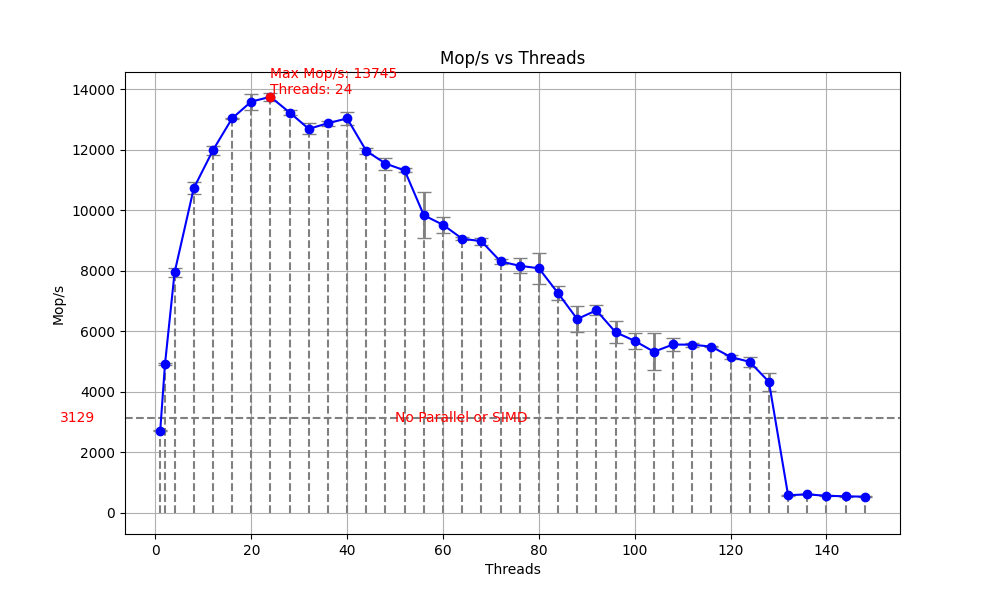 Mop/s vs Threads
Max Mop/s: 13745
Threads: 24
14000
12000
10000
8000
6000
4000
3129
No Parallel or SIMD
2000
0
Mop/s
0 20 40 60 80 100 120 140
Threads